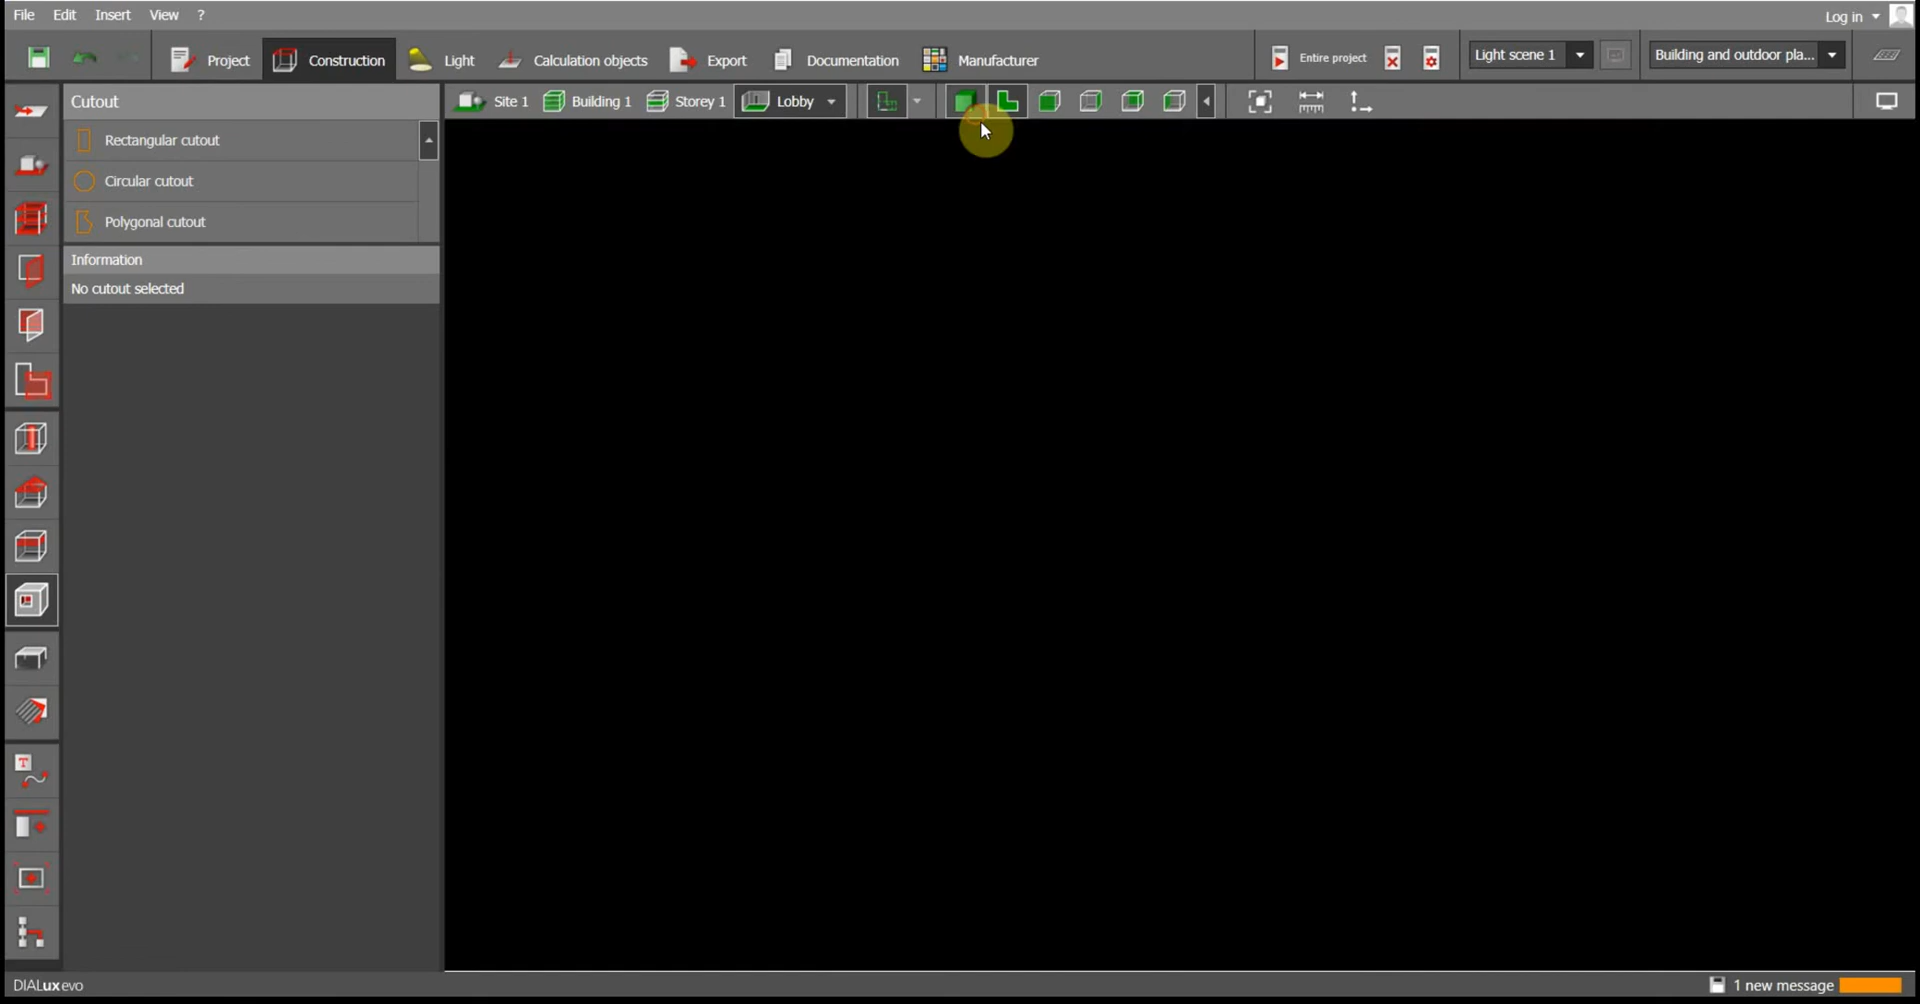 File Edit Insert View ? Log in
Project Construction Light Calculation objects Export Documentation Manufacturer Entire project Light scene 1 Building and outdoor pla...
Cutout Site 1 Building 1 Storey 1 Lobby
Rectangular cutout
Circular cutout
Polygonal cutout
Information
No cutout selected
T
DIALux evo 1 new message